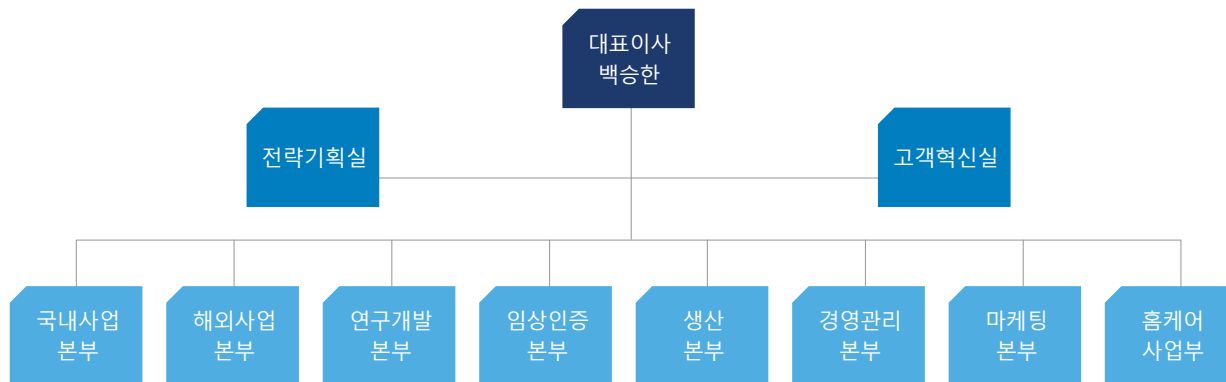 대표이사
백승한
전략기획실
고객혁신실
국내사업
본부
해외사업
본부
연구개발
본부
임상인증
본부
생산
본부
경영관리
본부
마케팅
본부
홈케어
사업부